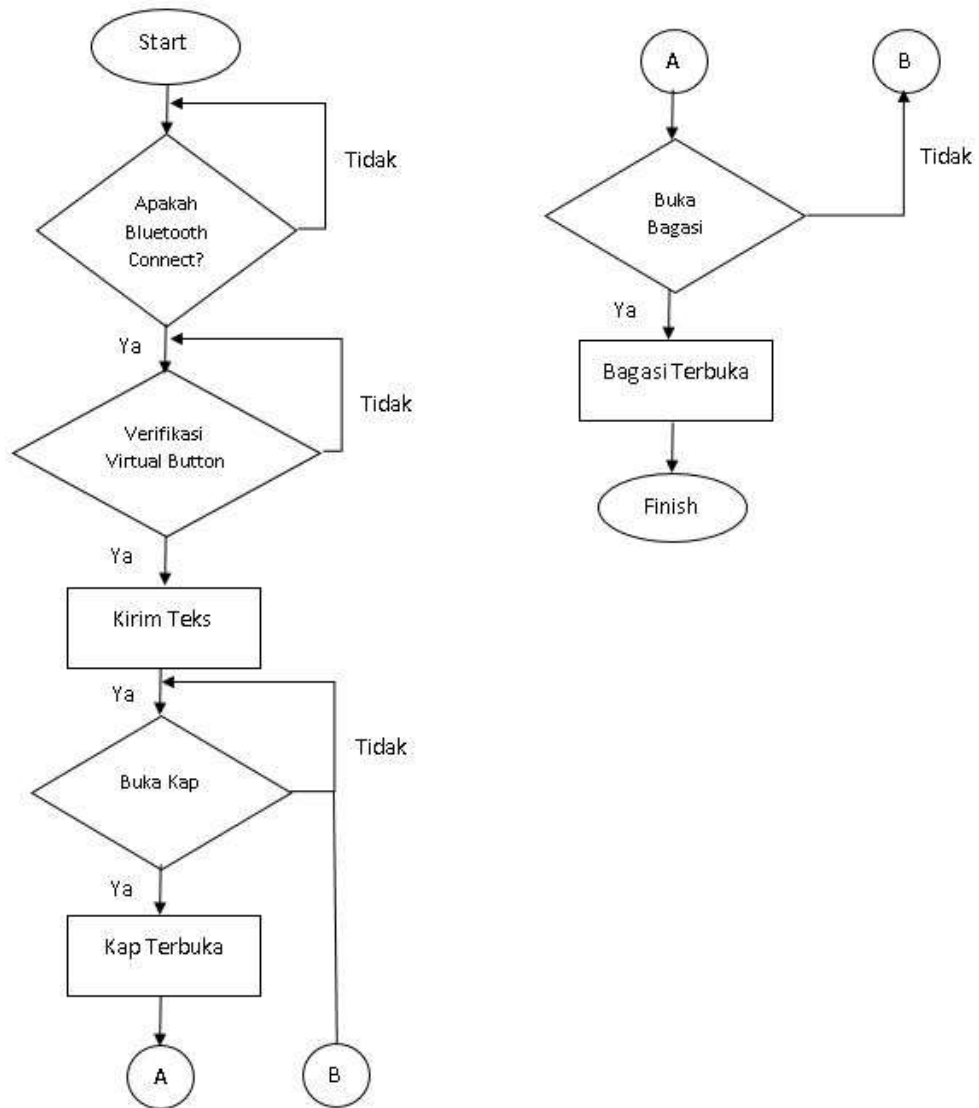 Start
Tidak
Apakah
Bluetooth
Connect?
Ya
Tidak
Verifikasi
Virtual Button
Ya
Kirim Teks
Ya
Tidak
Buka Kap
Ya
Kap Terbuka
A
B
A
B
Tidak
Buka
Bagasi
Ya
Bagasi Terbuka
Finish